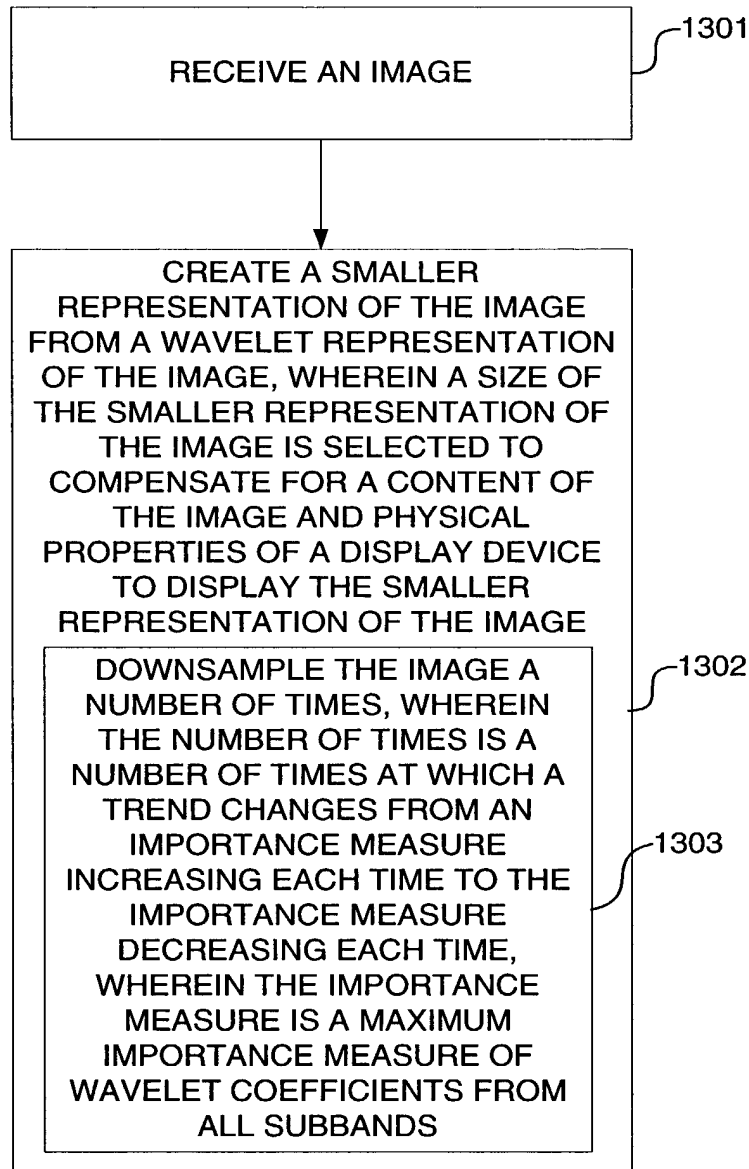 1301
RECEIVE AN IMAGE
CREATE A SMALLER
REPRESENTATION OF THE IMAGE
FROM A WAVELET REPRESENTATION
OF THE IMAGE, WHEREIN A SIZE OF
THE SMALLER REPRESENTATION OF
THE IMAGE IS SELECTED TO
COMPENSATE FOR A CONTENT OF
THE IMAGE AND PHYSICAL
PROPERTIES OF A DISPLAY DEVICE
TO DISPLAY THE SMALLER
REPRESENTATION OF THE IMAGE
1302
DOWNSAMPLE THE IMAGE A
NUMBER OF TIMES, WHEREIN
THE NUMBER OF TIMES IS A
NUMBER OF TIMES AT WHICH A
TREND CHANGES FROM AN
IMPORTANCE MEASURE
INCREASING EACH TIME TO THE
IMPORTANCE MEASURE
DECREASING EACH TIME,
WHEREIN THE IMPORTANCE
MEASURE IS A MAXIMUM
IMPORTANCE MEASURE OF
WAVELET COEFFICIENTS FROM
ALL SUBBANDS
1303